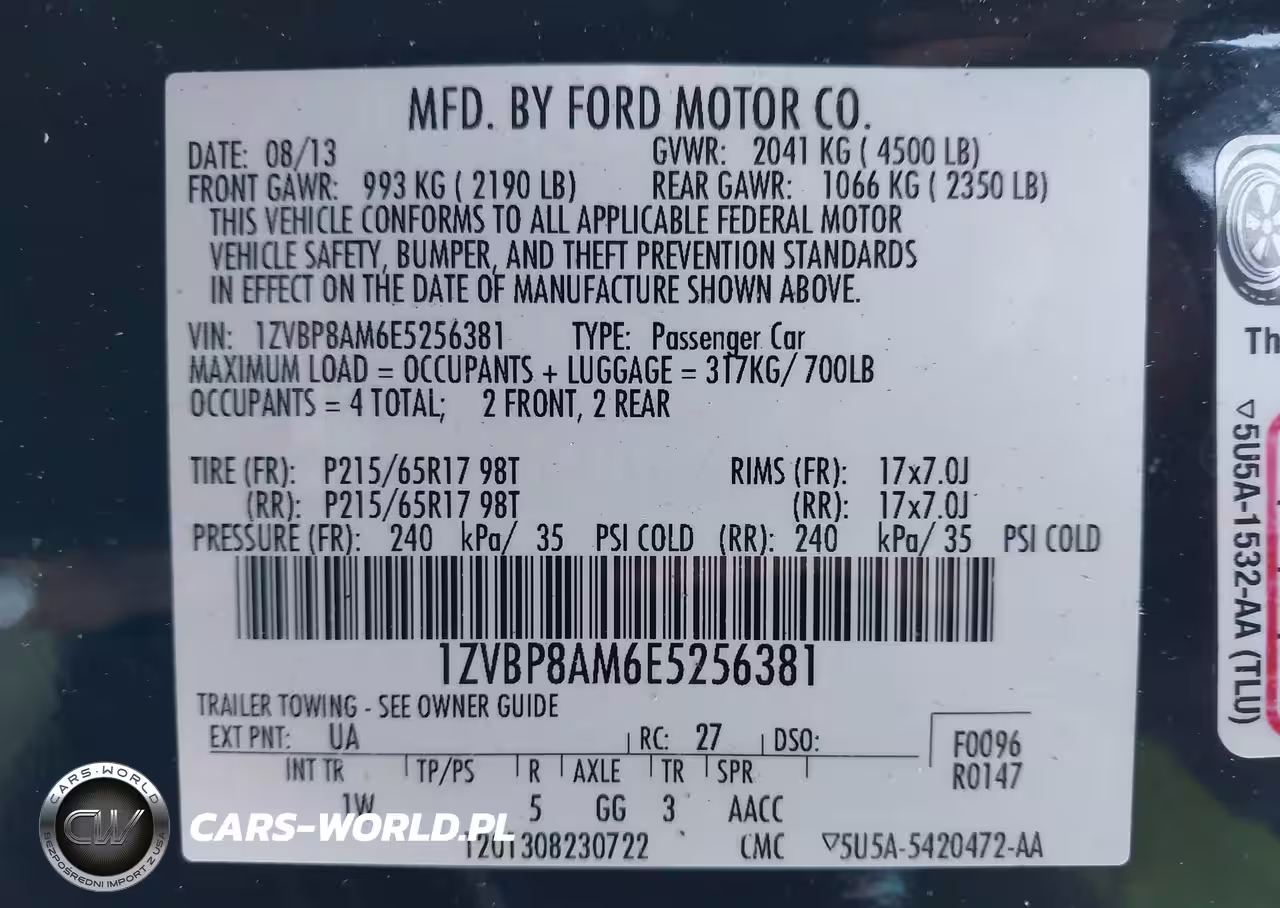 MFD. BY FORD MOTOR CO.
DATE: 08/13 GVWR: 2041 KG ( 4500 LB)
FRONT GAWR: 993 KG ( 2190 LB) REAR GAWR: 1066 KG ( 2350 LB)
THIS VEHICLE CONFORMS TO ALL APPLICABLE FEDERAL MOTOR
VEHICLE SAFETY, BUMPER, AND THEFT PREVENTION STANDARDS
IN EFFECT ON THE DATE OF MANUFACTURE SHOWN ABOVE.
VIN: 1ZVBP8AM6E5256381 TYPE: Passenger Car
MAXIMUM LOAD = OCCUPANTS + LUGGAGE = 317KG/ 700LB
OCCUPANTS = 4 TOTAL; 2 FRONT, 2 REAR
TIRE (FR): P215/65R17 98T RIMS (FR): 17x7.0J
(RR): P215/65R17 98T (RR): 17x7.0J
PRESSURE (FR): 240 kPa/ 35 PSI COLD (RR): 240 kPa/ 35 PSI COLD
1ZVBP8AM6E5256381
TRAILER TOWING - SEE OWNER GUIDE
EXT PNT: UA RC: 27 DSO:
F0096
R0147
INT TR TP/PS R AXLE TR SPR
1W 5 GG 3 AACC
1201308230722 CMC ▽5U5A-5420472-AA
Th
▽5U5A-1532-AA (TLU)
CARS-WORLD
CW
BEZPOŚREDNI IMPORT Z USA
CARS-WORLD.PL